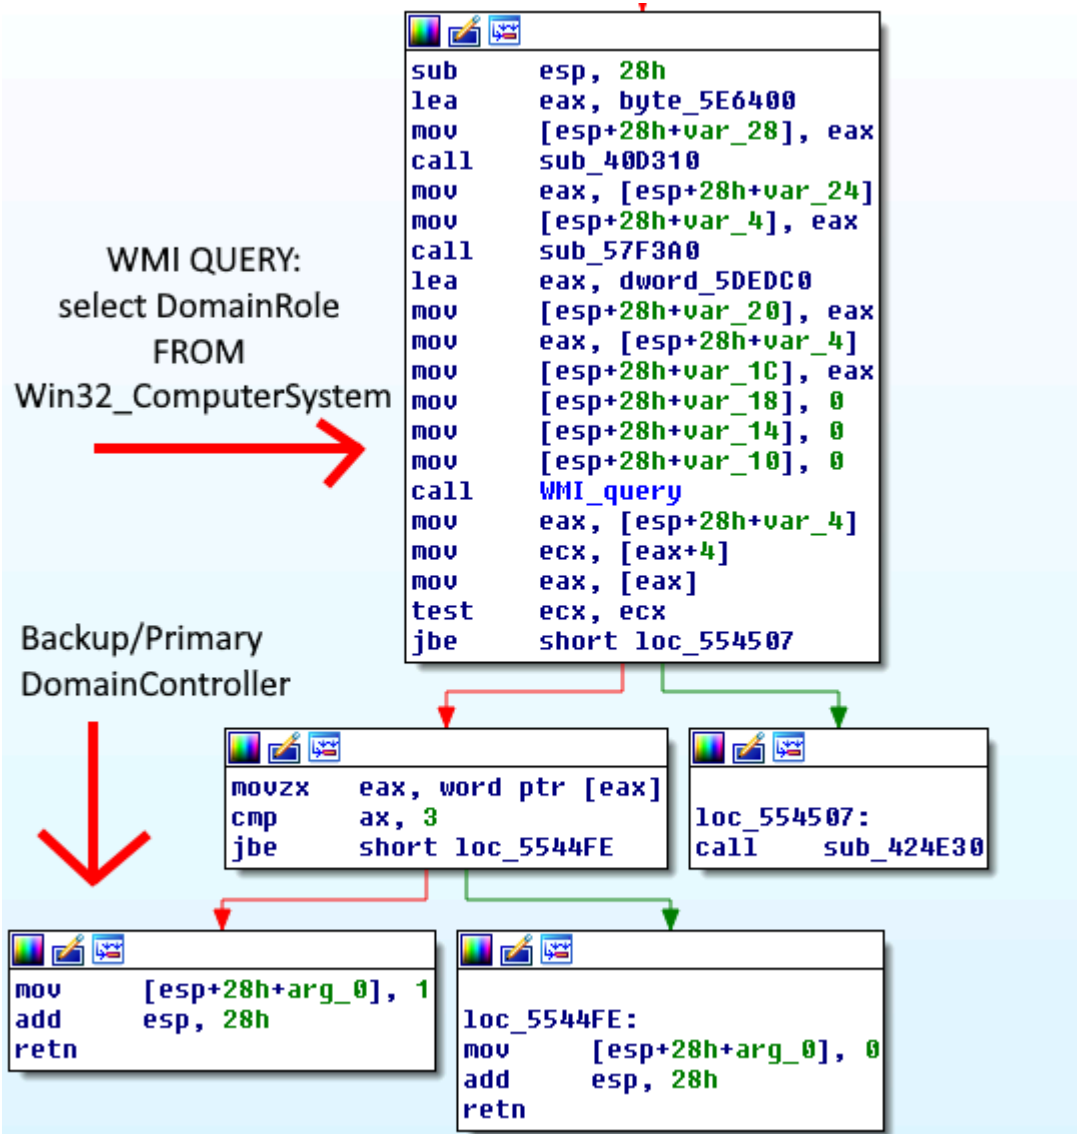 sub esp, 28h
lea eax, byte_5E6400
mov [esp+28h+var_28], eax
call sub_40D310
mov eax, [esp+28h+var_24]
mov [esp+28h+var_4], eax
call sub_57F3A0
lea eax, dword_5DEDC0
mov [esp+28h+var_20], eax
mov eax, [esp+28h+var_4]
mov [esp+28h+var_1C], eax
mov [esp+28h+var_18], 0
mov [esp+28h+var_14], 0
mov [esp+28h+var_10], 0
call WMI_query
mov eax, [esp+28h+var_4]
mov ecx, [eax+4]
mov eax, [eax]
test ecx, ecx
jbe short loc_554507
WMI QUERY:
select DomainRole
FROM
Win32_ComputerSystem
Backup/Primary
DomainController
movzx eax, word ptr [eax]
cmp ax, 3
jbe short loc_5544FE
loc_554507:
call sub_424E30
mov [esp+28h+arg_0], 1
add esp, 28h
retn
loc_5544FE:
mov [esp+28h+arg_0], 0
add esp, 28h
retn